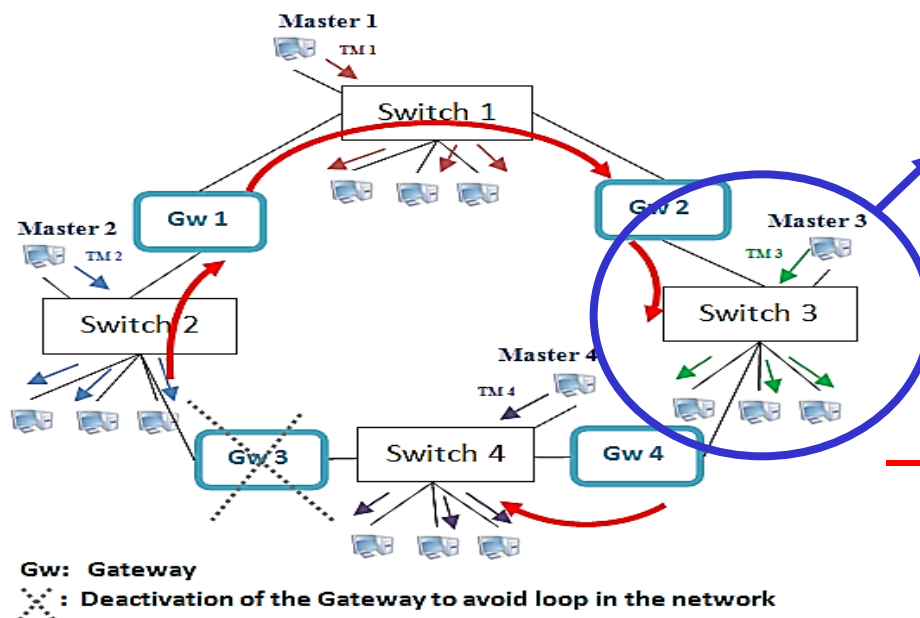 Master 1
TM 1
Switch 1
Gw 1
Gw 2
Master 2
TM 2
Master 3
TM 3
Switch 2
Switch 3
Master 4
TM 4
Gw 3
Switch 4
Gw 4
Gw: Gateway
: Deactivation of the Gateway to avoid loop in the network